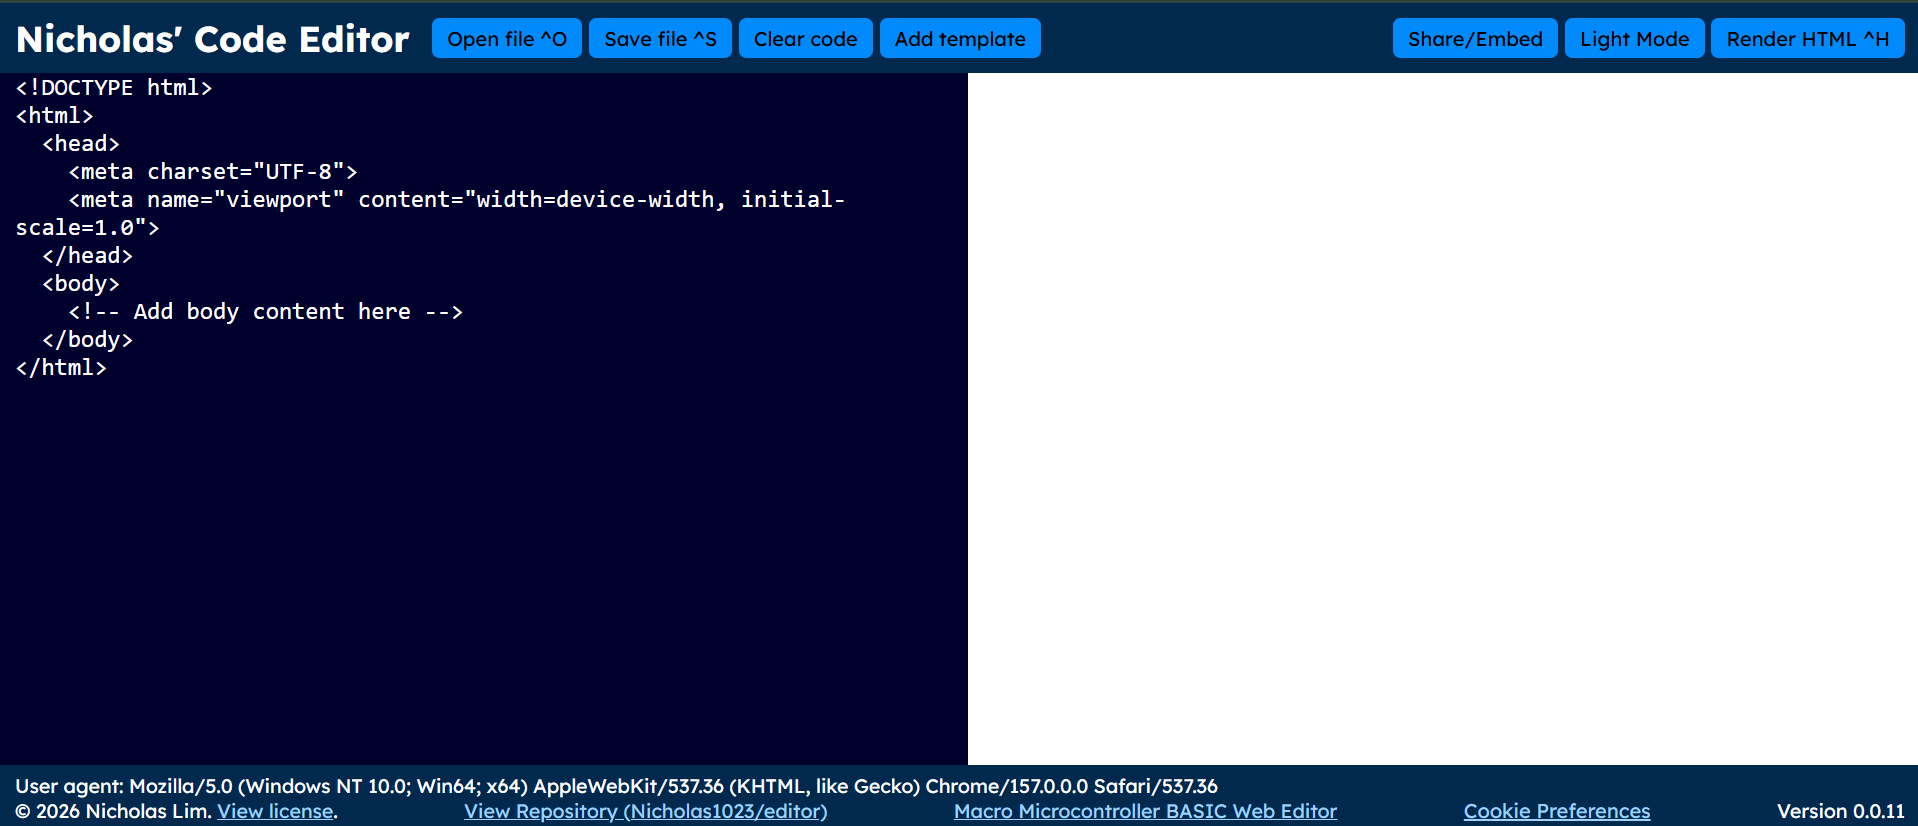 Nicholas' Code Editor Open file ^O Save file ^S Clear code Add template Share/Embed Light Mode Render HTML ^H
<!DOCTYPE html>
<html>
  <head>
    <meta charset="UTF-8">
    <meta name="viewport" content="width=device-width, initial-
scale=1.0">
  </head>
  <body>
    <!-- Add body content here -->
  </body>
</html>
User agent: Mozilla/5.0 (Windows NT 10.0; Win64; x64) AppleWebKit/537.36 (KHTML, like Gecko) Chrome/157.0.0.0 Safari/537.36
© 2026 Nicholas Lim. View license. View Repository (Nicholas1023/editor) Macro Microcontroller BASIC Web Editor Cookie Preferences Version 0.0.11